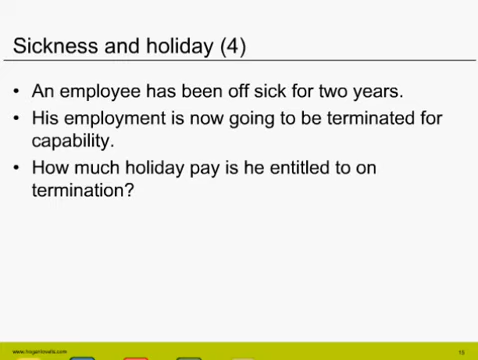 Sickness and holiday (4)
• An employee has been off sick for two years.
• His employment is now going to be terminated for
capability.
• How much holiday pay is he entitled to on
termination?
www.hoganlovells.com